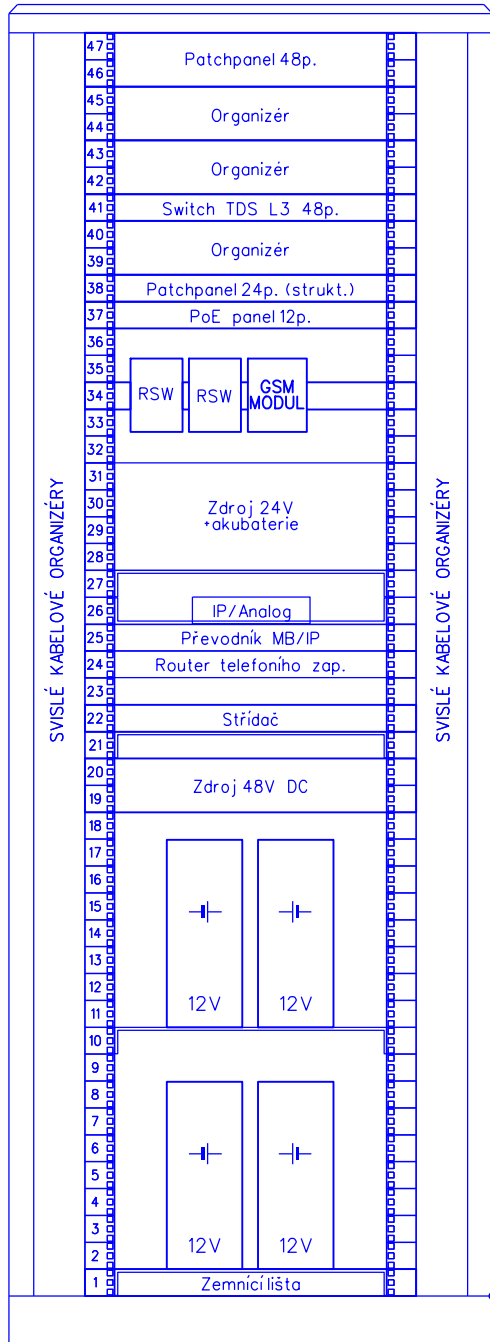 47
Patchpanel 48p.
46
45
Organizér
44
43
Organizér
42
41
Switch TDS L3 48p.
40
Organizér
39
38
Patchpanel 24p. (strukt.)
37
PoE panel 12p.
36
35
34
RSW
RSW
GSM
MODUL
33
32
31
30
Zdroj 24V
+akubaterie
29
28
27
26
IP/Analog
25
Převodník MB/IP
24
Router telefoního zap.
23
22
Střídač
21
20
Zdroj 48V DC
19
18
17
16
15
14
13
12
11
12V
12V
10
9
8
7
6
5
4
3
2
12V
12V
1
Zemnící lišta
SVISLÉ KABELOVÉ ORGANIZÉRY
SVISLÉ KABELOVÉ ORGANIZÉRY